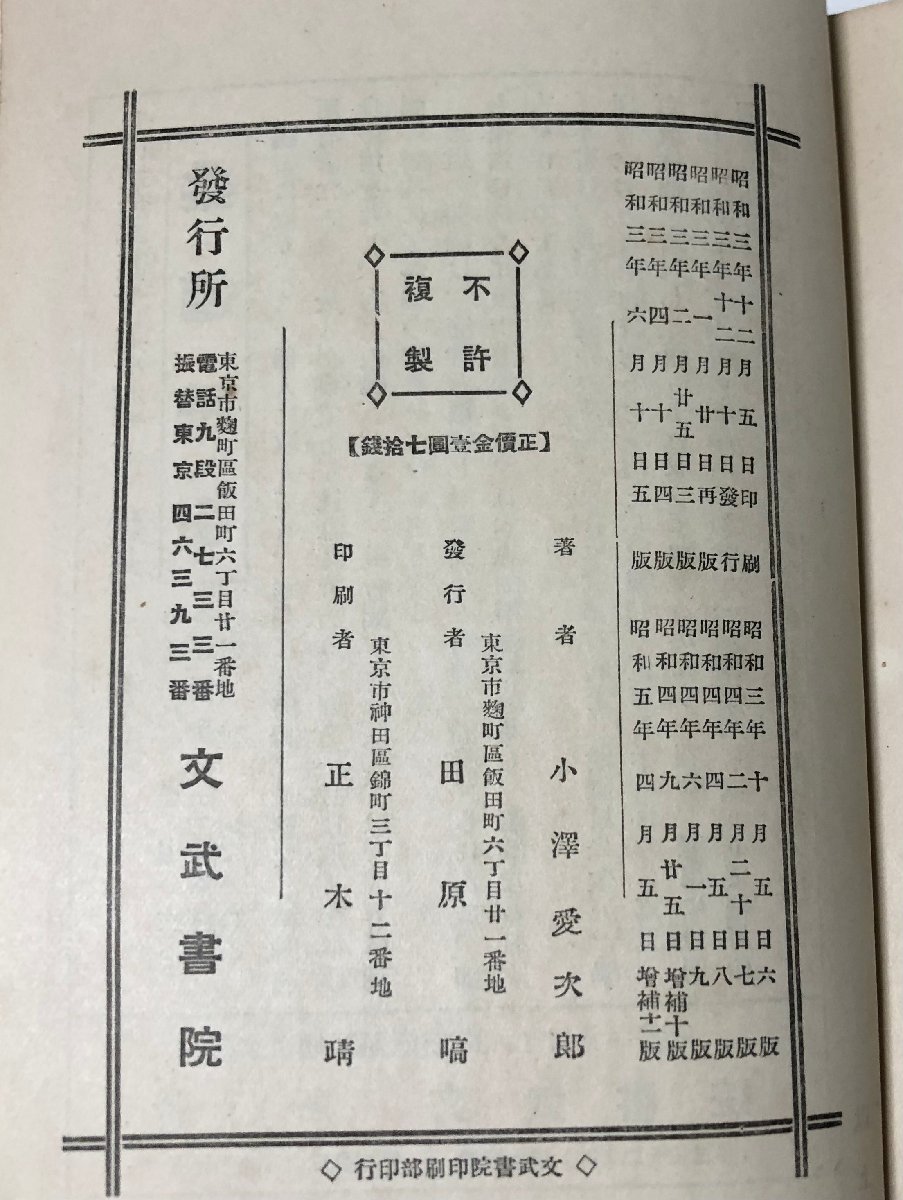 昭和三年十二月五日印刷
昭和三年十二月十日發行
昭和三年一月廿日再版
昭和三年二月廿五日三版
昭和三年四月十日四版
昭和三年六月十日五版
昭和三年十月五日六版
昭和四年二月二十日七版
昭和四年四月五日八版
昭和四年六月一日九版
昭和四年九月廿五日增補十版
昭和五年四月五日增補十一版
不許
複製
【正價金壹圓七拾錢】
著者 小澤愛次郎
東京市麴町區飯田町六丁目廿一番地
發行者 田原嗃
東京市神田區錦町三丁目十二番地
印刷者 正木
發行所
東京市麴町區飯田町六丁目廿一番地
電話九段二七三三番
振替東京四六三九三番
文武書院
◇文武書院印刷部印行◇